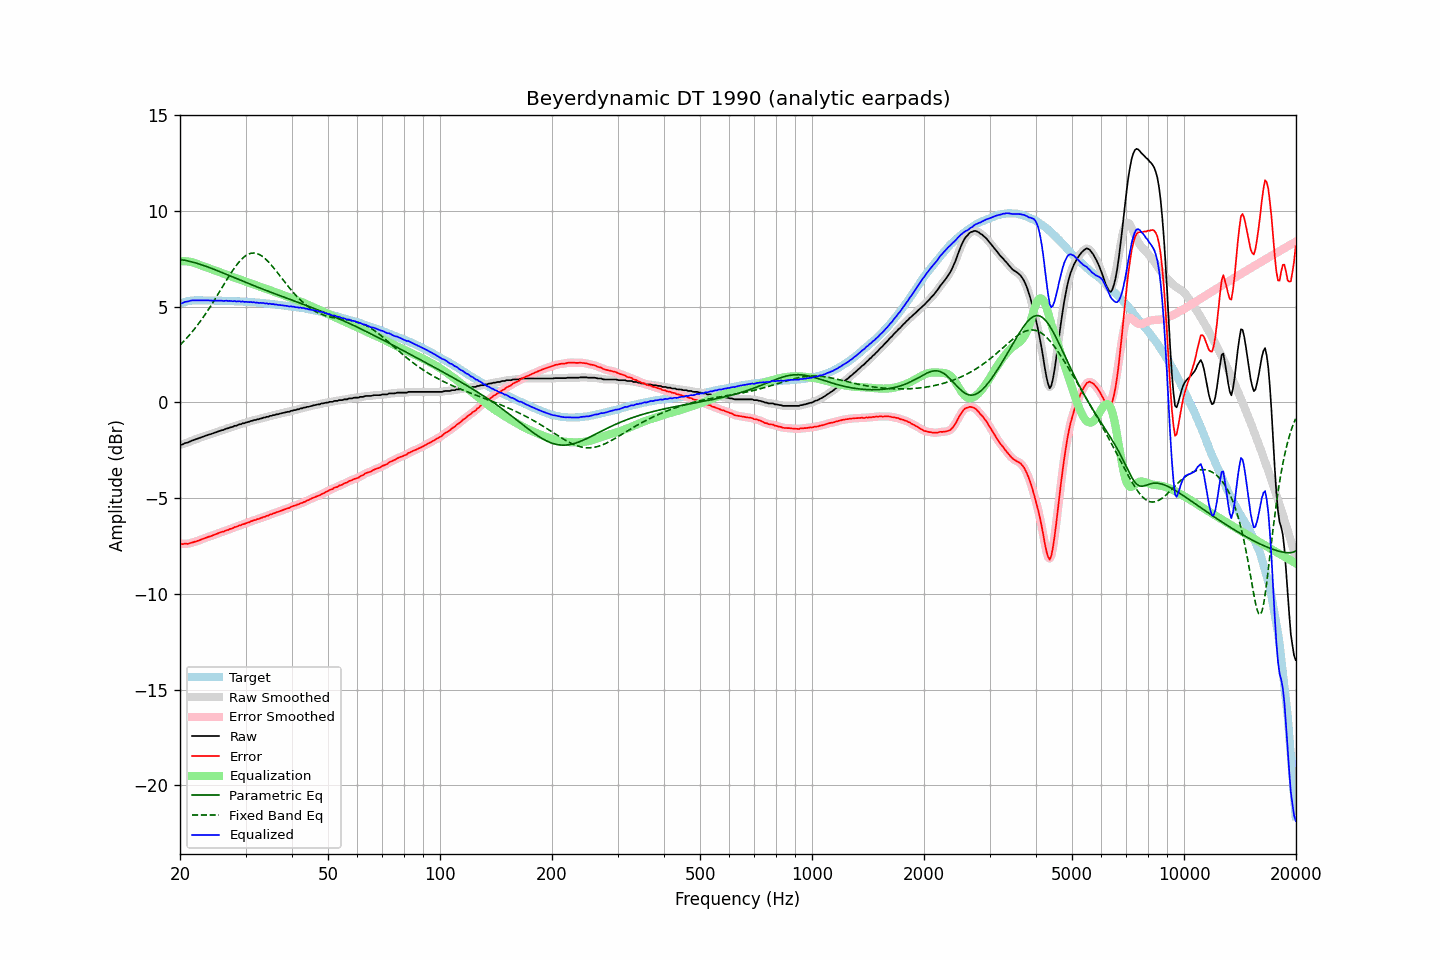 Beyerdynamic DT 1990 (analytic earpads)
15
10
5
0
−5
−10
−15
−20
Amplitude (dBr)
Target
Raw Smoothed
Error Smoothed
Raw
Error
Equalization
Parametric Eq
Fixed Band Eq
Equalized
20 50 100 200 500 1000 2000 5000 10000 20000
Frequency (Hz)